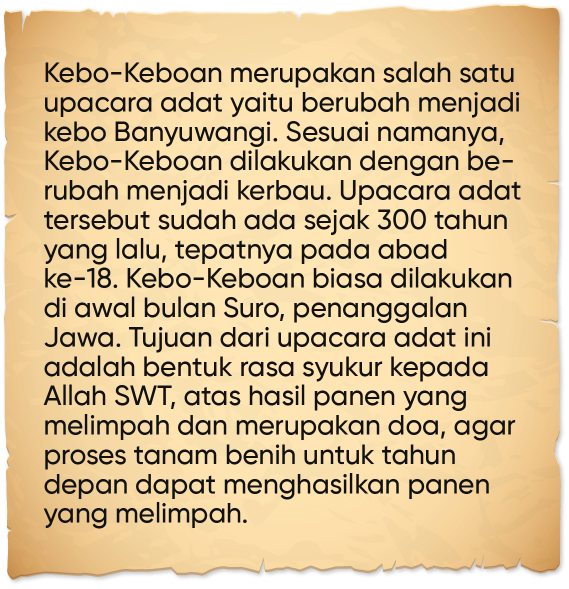 Kebo-Keboan merupakan salah satu
upacara adat yaitu berubah menjadi
kebo Banyuwangi. Sesuai namanya,
Kebo-Keboan dilakukan dengan be-
rubah menjadi kerbau. Upacara adat
tersebut sudah ada sejak 300 tahun
yang lalu, tepatnya pada abad
ke-18. Kebo-Keboan biasa dilakukan
di awal bulan Suro, penanggalan
Jawa. Tujuan dari upacara adat ini
adalah bentuk rasa syukur kepada
Allah SWT, atas hasil panen yang
melimpah dan merupakan doa, agar
proses tanam benih untuk tahun
depan dapat menghasilkan panen
yang melimpah.